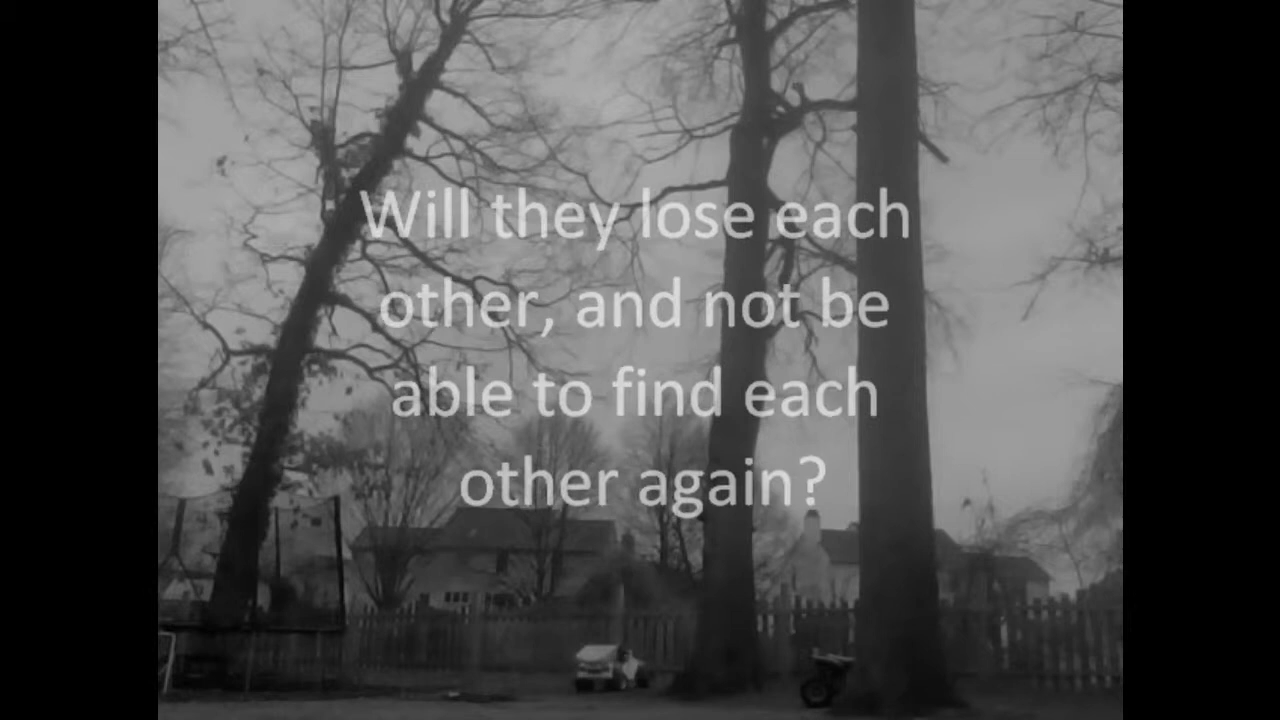 Will they lose each
other, and not be
able to find each
other again?